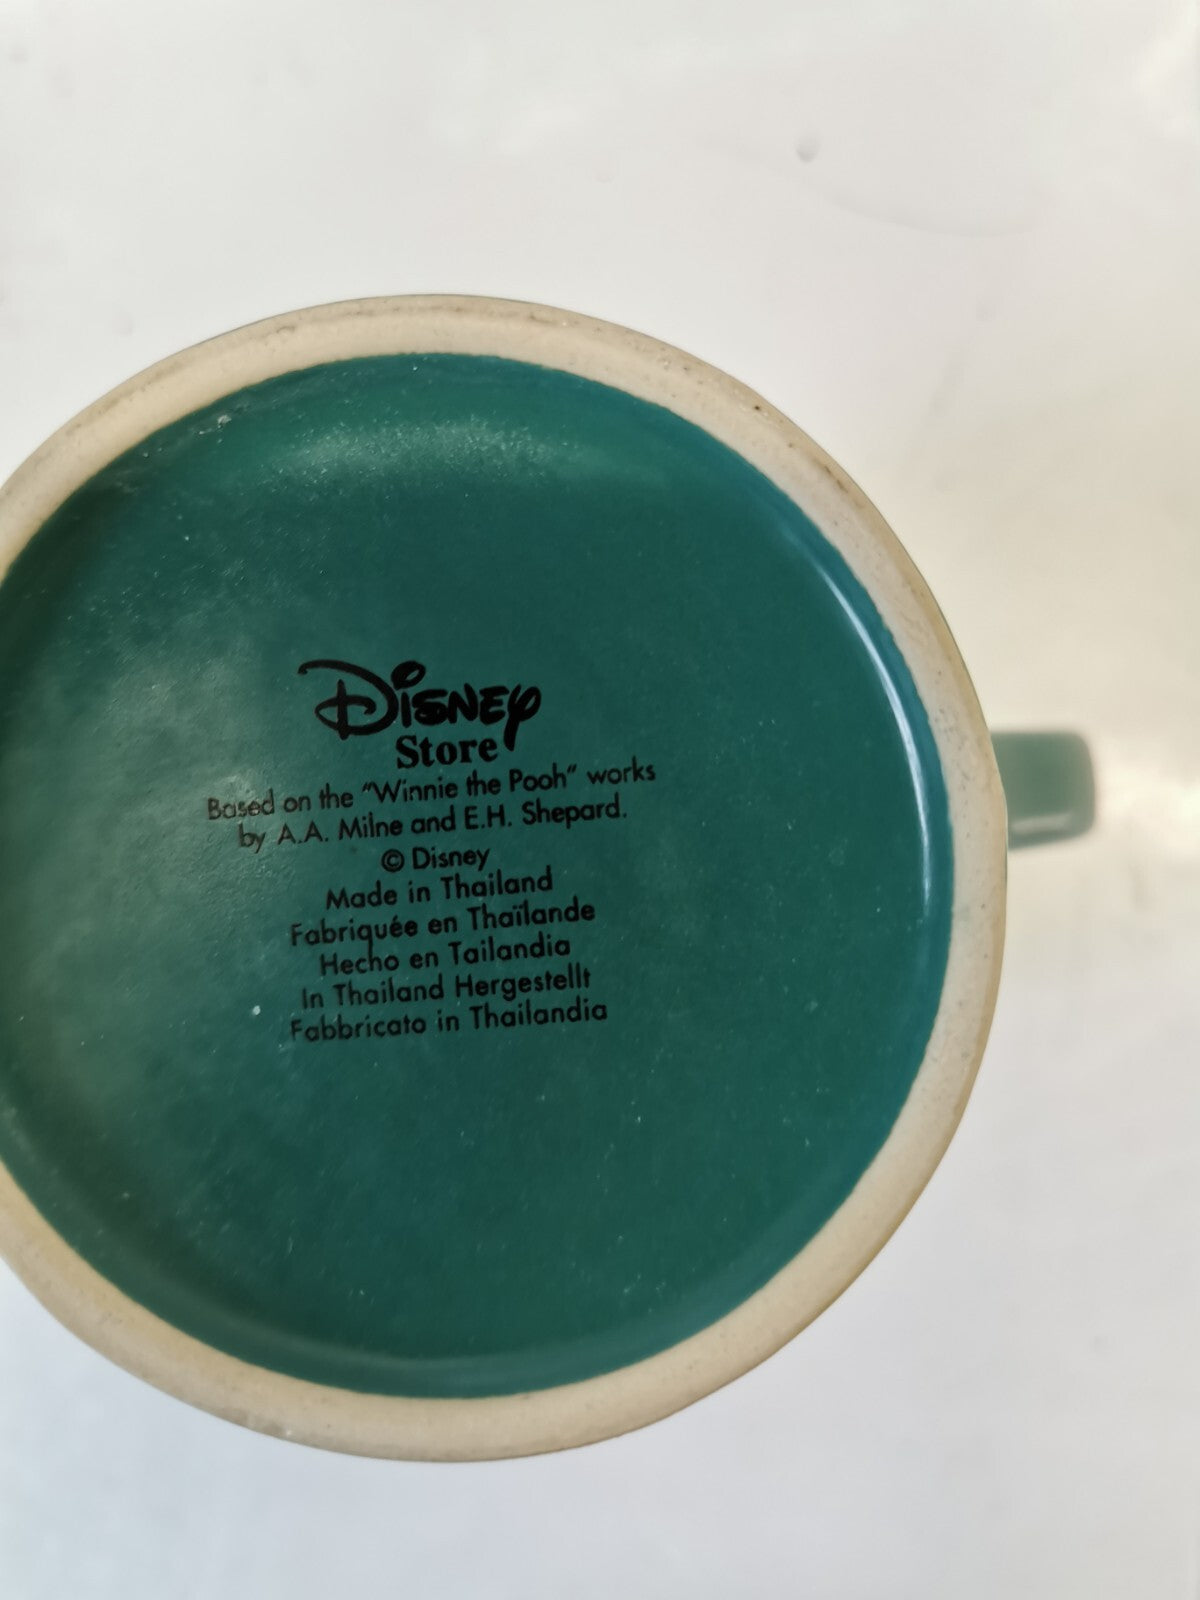 Disney
Store
Based on the "Winnie the Pooh" works
by A.A. Milne and E.H. Shepard.
© Disney
Made in Thailand
Fabriquée en Thaïlande
Hecho en Tailandia
In Thailand Hergestellt
Fabbricato in Thailandia